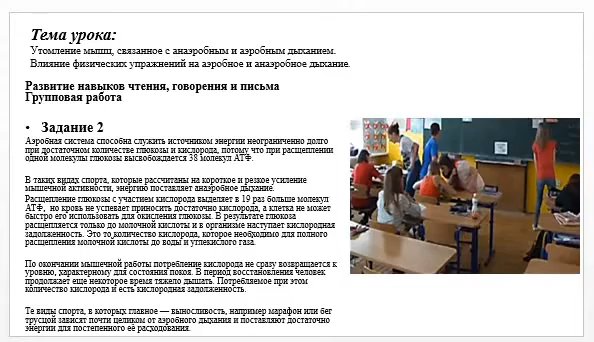 Тема урока:
Утомление мышц, связанное с анаэробным и аэробным дыханием.
Влияние физических упражнений на аэробное и анаэробное дыхание.
Развитие навыков чтения, говорения и письма
Групповая работа
• Задание 2
Аэробная система способна служить источником энергии неограниченно долго
при достаточном количестве глюкозы и кислорода, потому что при расщеплении
одной молекулы глюкозы высвобождается 38 молекул АТФ.
В таких видах спорта, которые рассчитаны на короткое и резкое усиление
мышечной активности, энергию поставляет анаэробное дыхание.
Расщепление глюкозы с участием кислорода выделяет в 19 раз больше молекул
АТФ, но кровь не успевает приносить достаточно кислорода, а клетка не может
быстро его использовать для окисления глюкозы. В результате глюкоза
расщепляется только до молочной кислоты и в организме наступает кислородная
задолженность. Это то количество кислорода, которое необходимо для полного
расщепления молочной кислоты до воды и углекислого газа.
По окончании мышечной работы потребление кислорода не сразу возвращается к
уровню, характерному для состояния покоя. В период восстановления человек
продолжает еще некоторое время тяжело дышать. Потребляемое при этом
количество кислорода и есть кислородная задолженность.
Те виды спорта, в которых главное — выносливость, например марафон или бег
трусцой зависят почти целиком от аэробного дыхания и поставляют достаточно
энергии для постепенного её расходования.